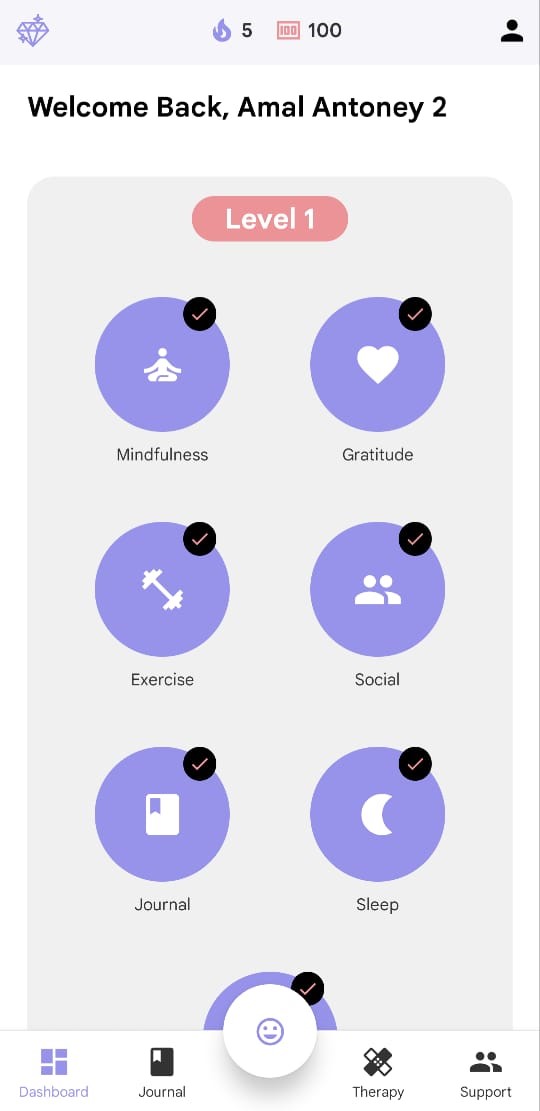 5 100 100
Welcome Back, Amal Antoney 2
Level 1
Mindfulness Gratitude
Exercise Social
Journal Sleep
Dashboard Journal Therapy Support